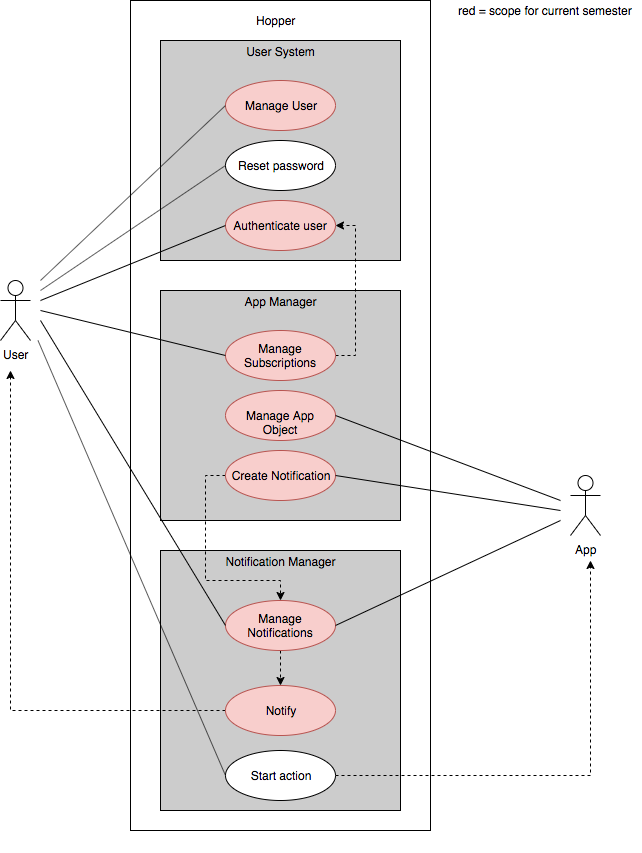 Hopper
red = scope for current semester
User System
Manage User
Reset password
Authenticate user
User
App Manager
Manage
Subscriptions
Manage App
Object
Create Notification
App
Notification Manager
Manage
Notifications
Notify
Start action